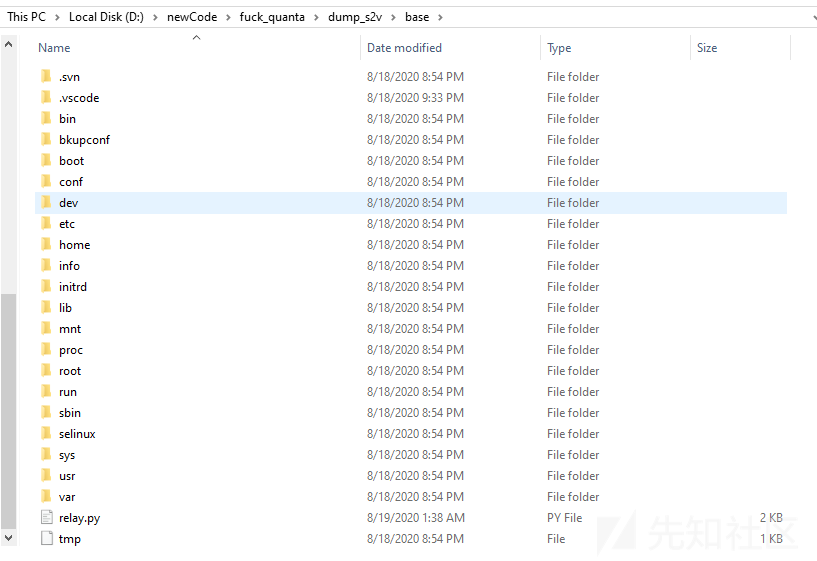 This PC > Local Disk (D:) > newCode > fuck_quanta > dump_s2v > base >
Name Date modified Type Size
.svn 8/18/2020 8:54 PM File folder
.vscode 8/18/2020 9:33 PM File folder
bin 8/18/2020 8:54 PM File folder
bkupconf 8/18/2020 8:54 PM File folder
boot 8/18/2020 8:54 PM File folder
conf 8/18/2020 8:54 PM File folder
dev 8/18/2020 8:54 PM File folder
etc 8/18/2020 8:54 PM File folder
home 8/18/2020 8:54 PM File folder
info 8/18/2020 8:54 PM File folder
initrd 8/18/2020 8:54 PM File folder
lib 8/18/2020 8:54 PM File folder
mnt 8/18/2020 8:54 PM File folder
proc 8/18/2020 8:54 PM File folder
root 8/18/2020 8:54 PM File folder
run 8/18/2020 8:54 PM File folder
sbin 8/18/2020 8:54 PM File folder
selinux 8/18/2020 8:54 PM File folder
sys 8/18/2020 8:54 PM File folder
usr 8/18/2020 8:54 PM File folder
var 8/18/2020 8:54 PM File folder
relay.py 8/19/2020 1:38 AM PY File 2 KB
tmp 8/18/2020 8:54 PM File 1 KB
先知社区